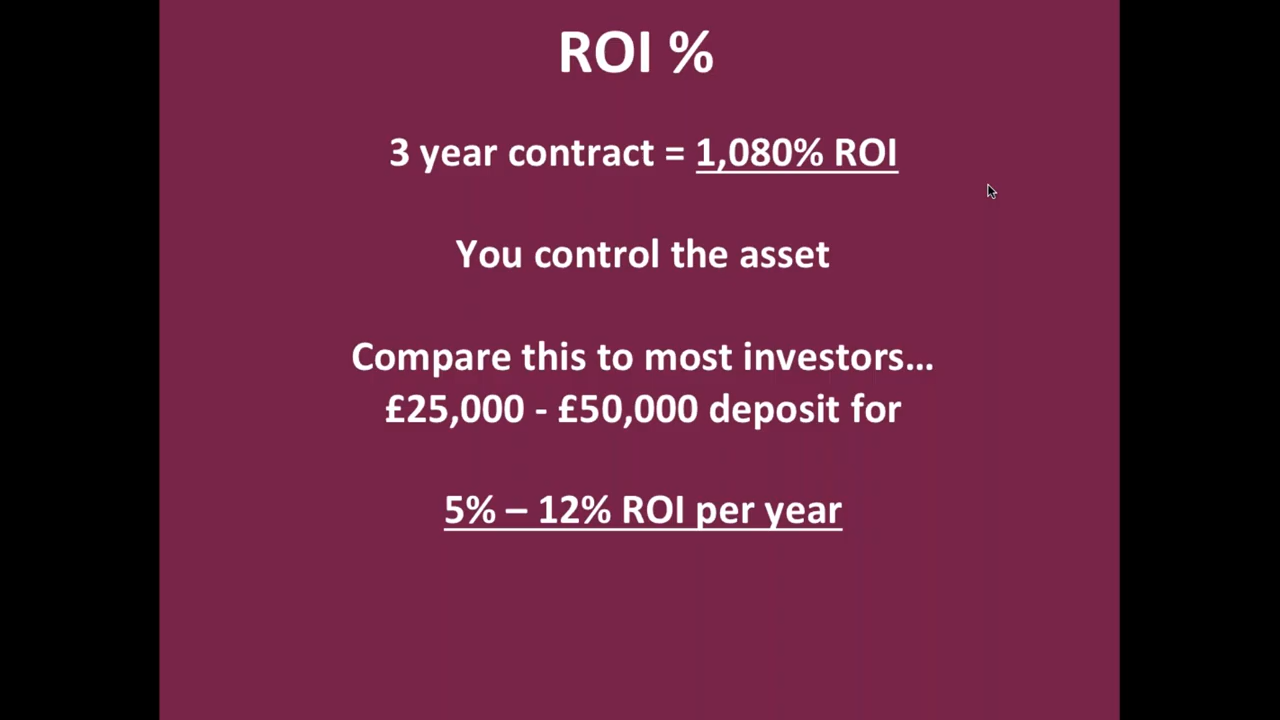 ROI %
3 year contract = 1,080% ROI
You control the asset
Compare this to most investors…
£25,000 - £50,000 deposit for
5% – 12% ROI per year